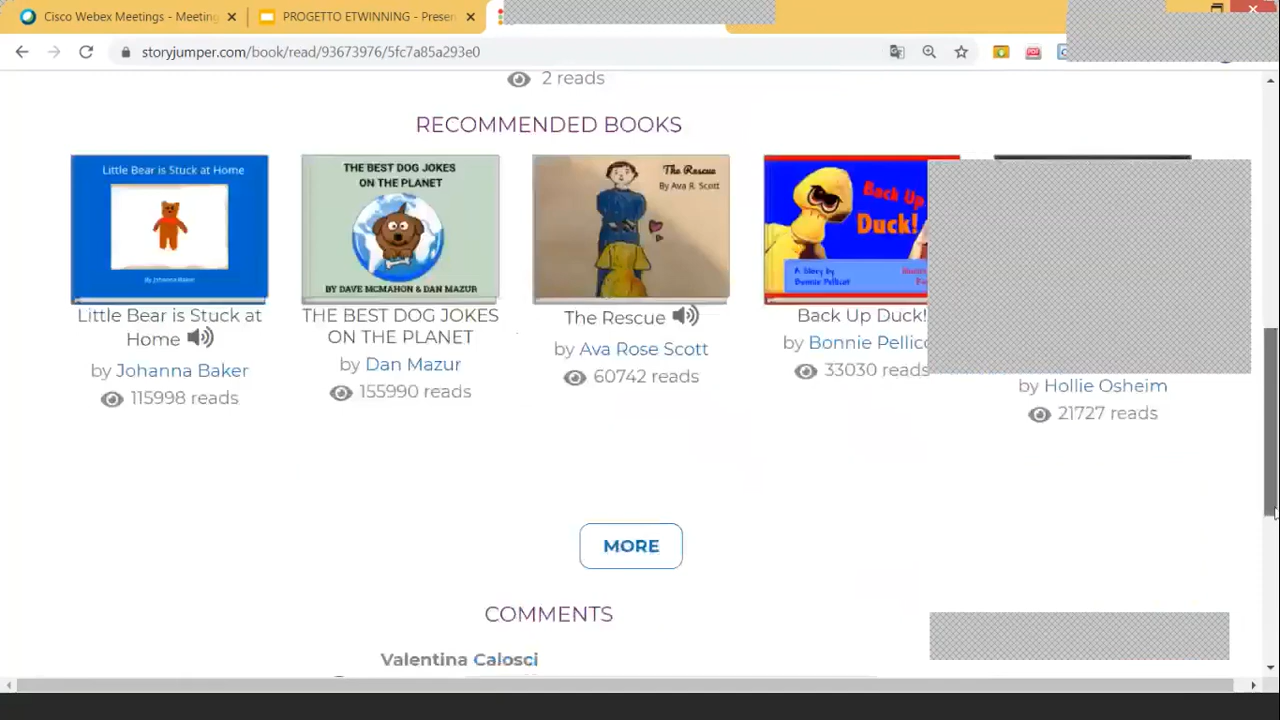 Cisco Webex Meetings - Meeting
PROGETTO ETWINNING - Presen
storyjumper.com/book/read/93673976/5fc7a85a293e0
2 reads
RECOMMENDED BOOKS
Little Bear is Stuck at Home
By Johanna Baker
THE BEST DOG JOKES
ON THE PLANET
BY DAVE MCMAHON & DAN MAZUR
The Rescue
By Ava R. Scott
Back Up
Duck!
A Story by
Bonnie Pellicott
Little Bear is Stuck at
Home
by Johanna Baker
115998 reads
THE BEST DOG JOKES
ON THE PLANET
by Dan Mazur
155990 reads
The Rescue
by Ava Rose Scott
60742 reads
Back Up Duck!
by Bonnie Pellico
33030 reads
by Hollie Osheim
21727 reads
MORE
COMMENTS
Valentina Calosci